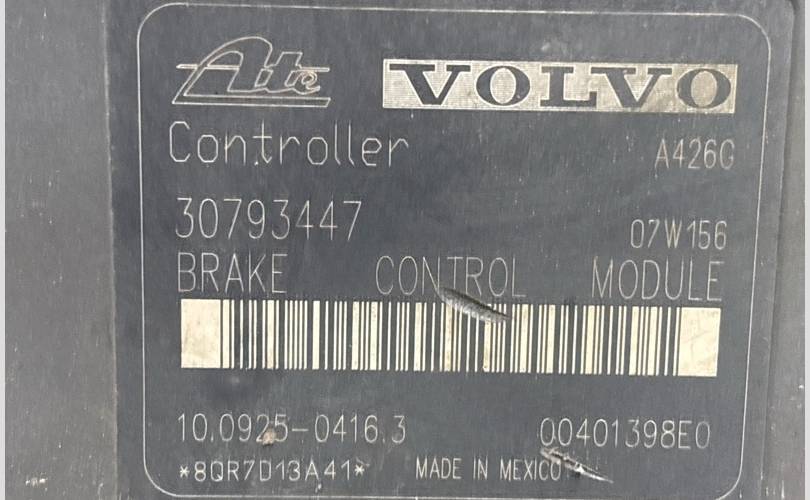 Ate VOLVO
Controller A426G
30793447 07W156
BRAKE CONTROL MODULE
10.0925-0416.3 00401398E0
*8QR7D13A41* MADE IN MEXICO